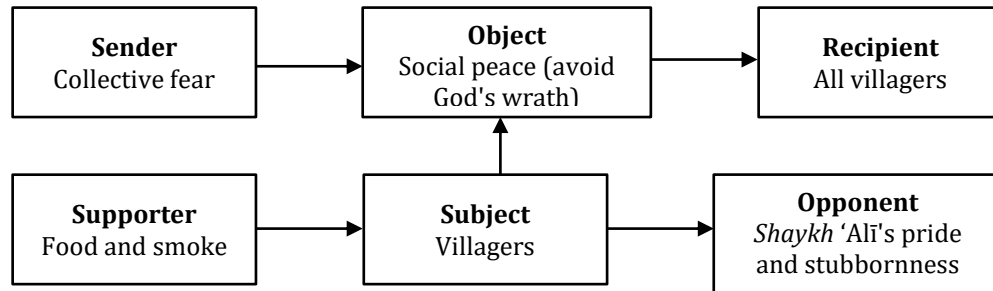 Sender
Collective fear
Object
Social peace (avoid
God's wrath)
Recipient
All villagers
Supporter
Food and smoke
Subject
Villagers
Opponent
Shaykh ‘Alī's pride
and stubbornness